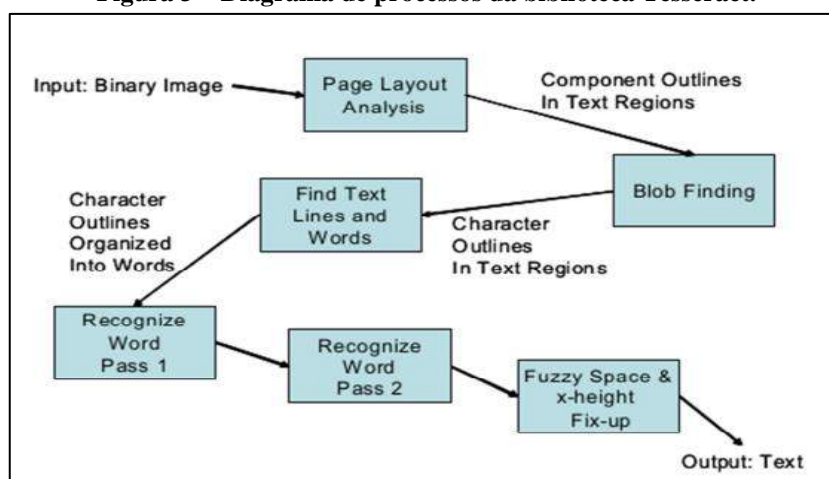 Figura 3 – Diagrama de processos da biblioteca Tesseract.
Input: Binary Image
Page Layout
Analysis
Component Outlines
In Text Regions
Blob Finding
Character
Outlines
In Text Regions
Find Text
Lines and
Words
Character
Outlines
Organized
Into Words
Recognize
Word
Pass 1
Recognize
Word
Pass 2
Fuzzy Space &
x-height
Fix-up
Output: Text